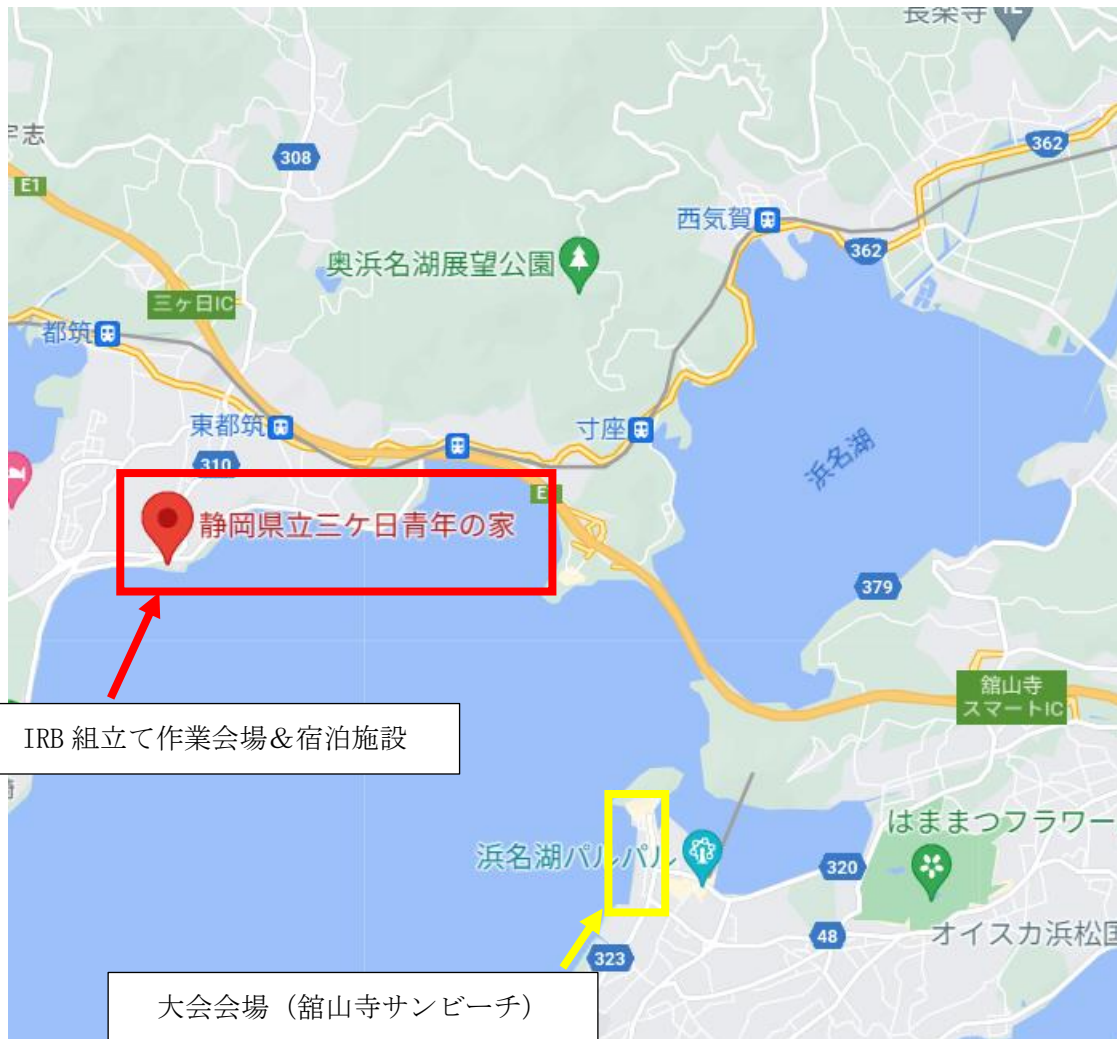 長楽寺
宇志
308
362
E1
西気賀
362
奥浜名湖展望公園
三ケ日IC
都筑
東都筑
寸座
浜名湖
310
E1
静岡県立三ケ日青年の家
379
舘山寺
スマートIC
IRB 組立て作業会場&宿泊施設
崎
はままつフラワー
浜名湖パルパル
320
オイスカ浜松国
48
323
大会会場（舘山寺サンビーチ）